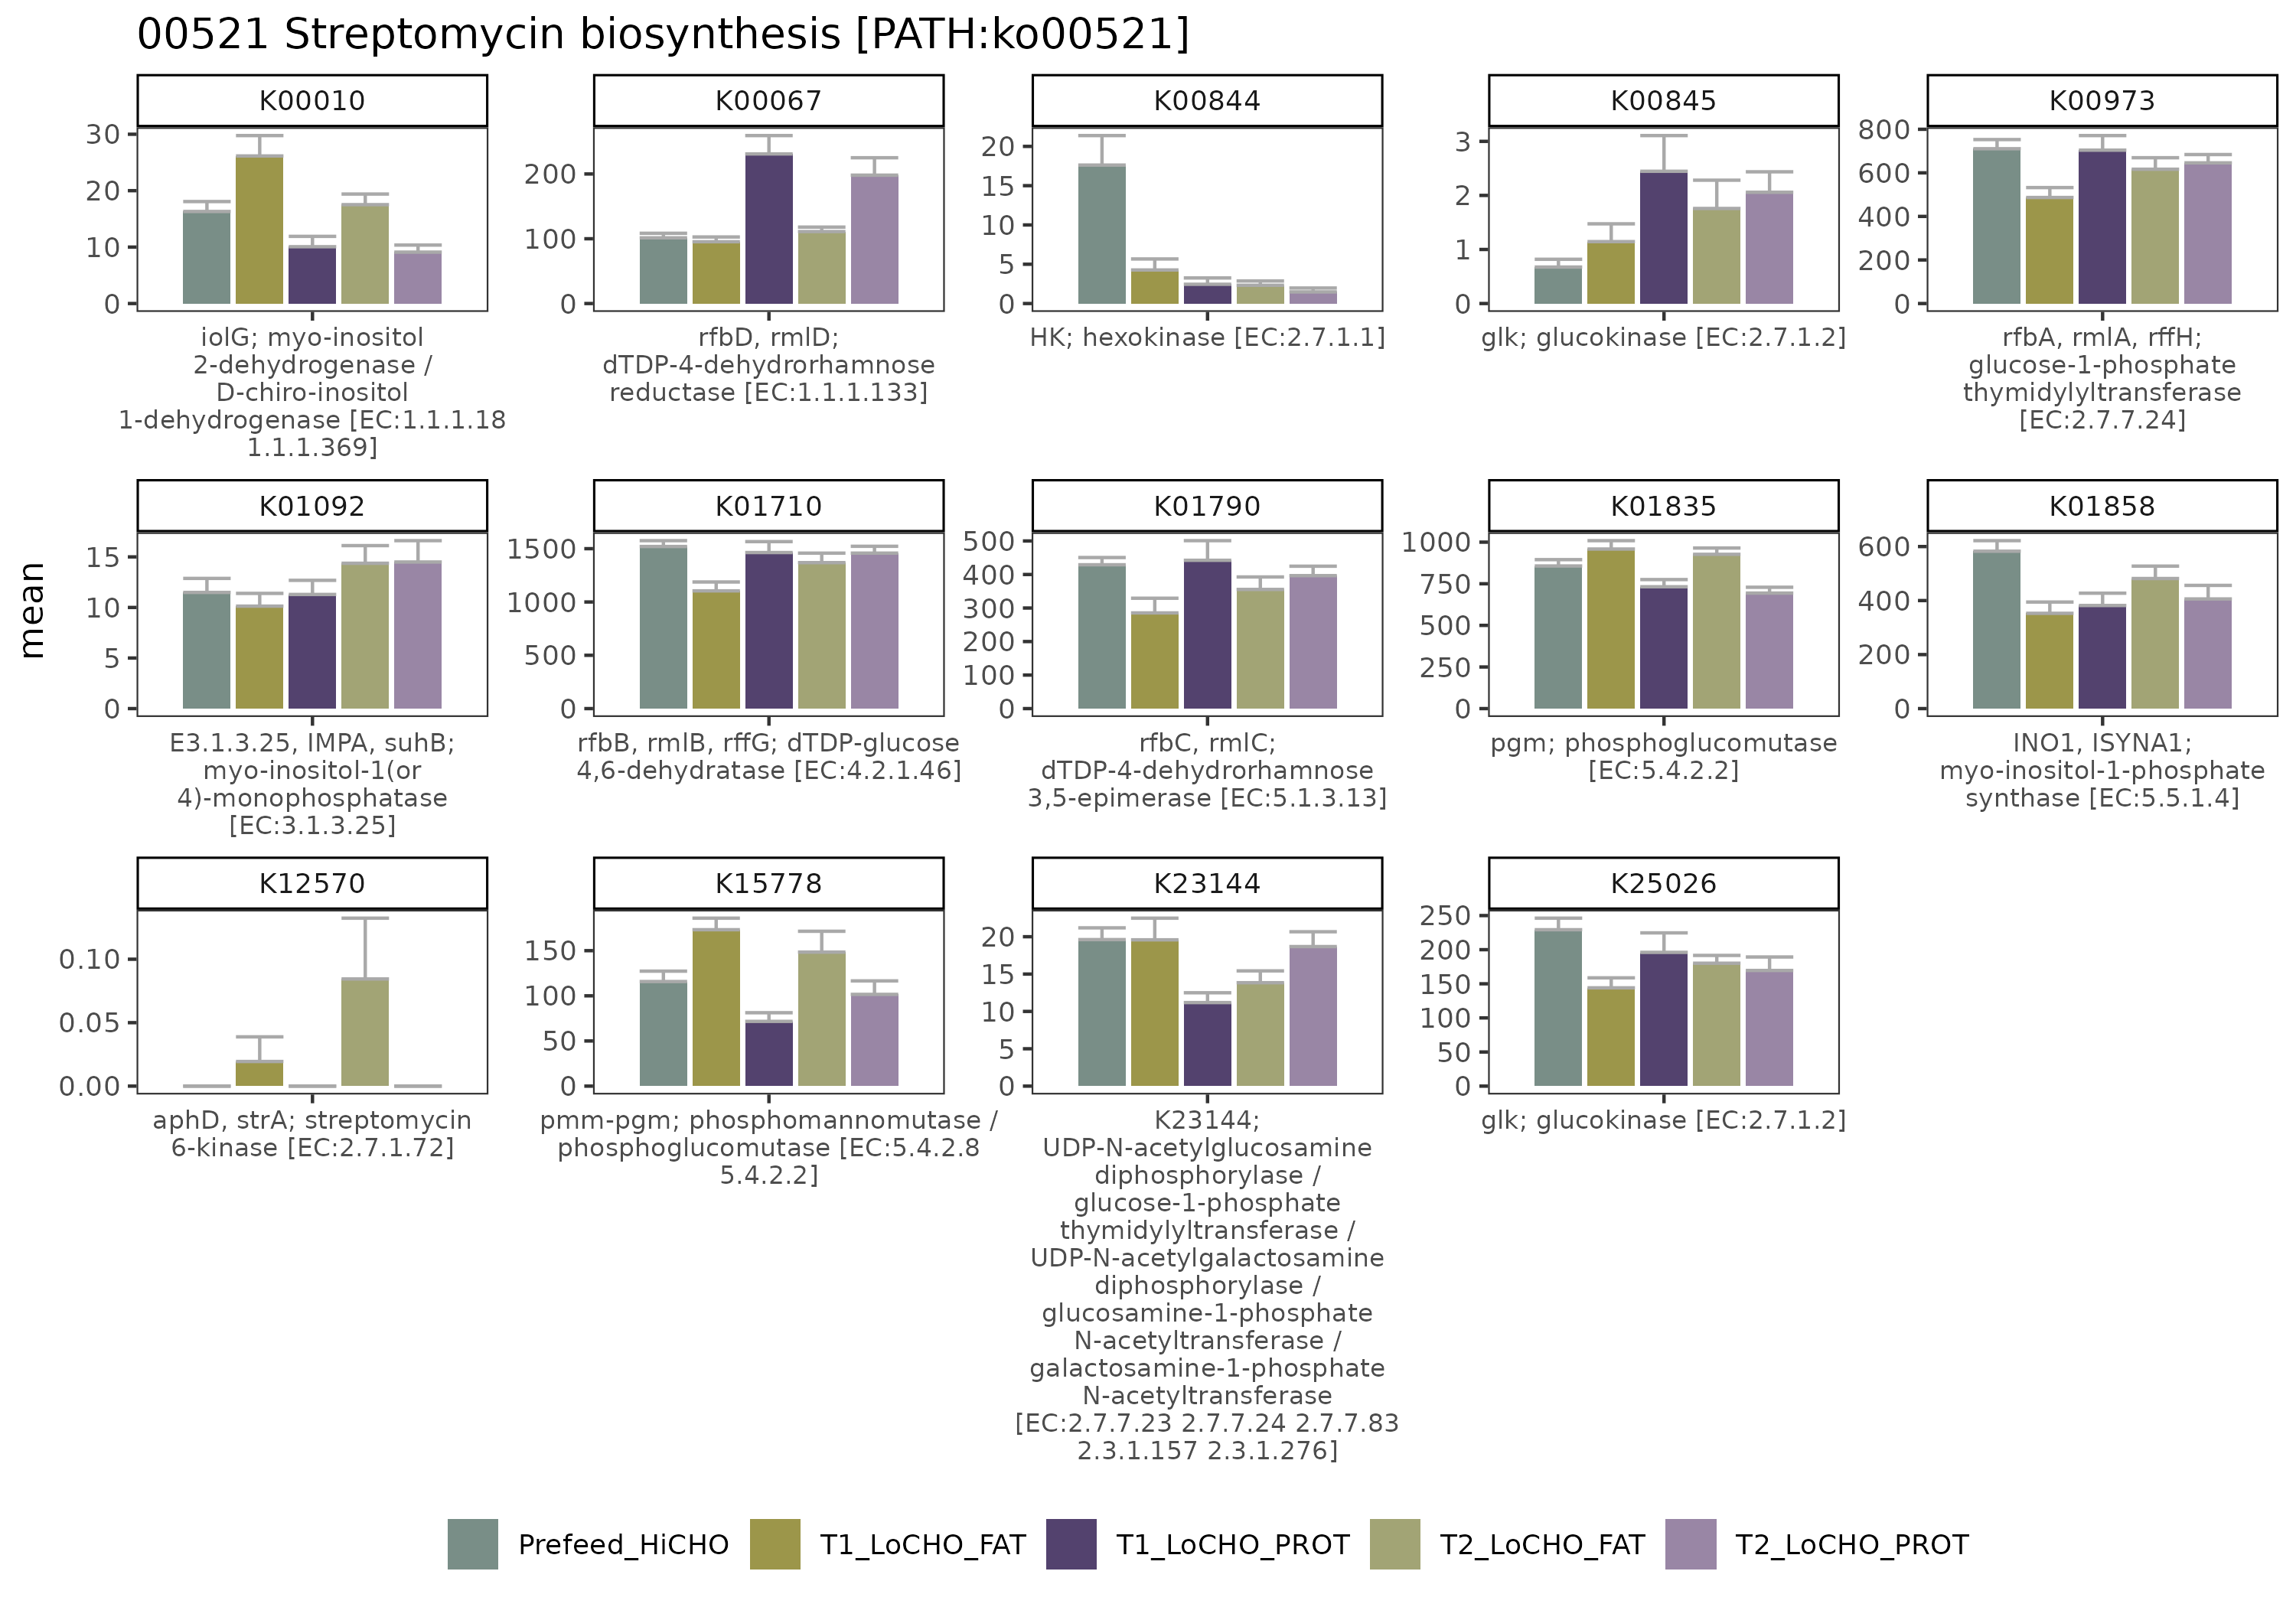 00521 Streptomycin biosynthesis [PATH:ko00521]
mean
K00010
30
20
10
0
iolG; myo-inositol
2-dehydrogenase /
D-chiro-inositol
1-dehydrogenase [EC:1.1.1.18
1.1.1.369]
K00067
200
100
0
rfbD, rmlD;
dTDP-4-dehydrorhamnose
reductase [EC:1.1.1.133]
K00844
20
15
10
5
0
HK; hexokinase [EC:2.7.1.1]
K00845
3
2
1
0
glk; glucokinase [EC:2.7.1.2]
K00973
800
600
400
200
0
rfbA, rmlA, rffH;
glucose-1-phosphate
thymidylyltransferase
[EC:2.7.7.24]
K01092
15
10
5
0
E3.1.3.25, IMPA, suhB;
myo-inositol-1(or
4)-monophosphatase
[EC:3.1.3.25]
K01710
1500
1000
500
0
rfbB, rmlB, rffG; dTDP-glucose
4,6-dehydratase [EC:4.2.1.46]
K01790
500
400
300
200
100
0
rfbC, rmlC;
dTDP-4-dehydrorhamnose
3,5-epimerase [EC:5.1.3.13]
K01835
1000
750
500
250
0
pgm; phosphoglucomutase
[EC:5.4.2.2]
K01858
600
400
200
0
INO1, ISYNA1;
myo-inositol-1-phosphate
synthase [EC:5.5.1.4]
K12570
0.10
0.05
0.00
aphD, strA; streptomycin
6-kinase [EC:2.7.1.72]
K15778
150
100
50
0
pmm-pgm; phosphomannomutase /
phosphoglucomutase [EC:5.4.2.8
5.4.2.2]
K23144
20
15
10
5
0
K23144;
UDP-N-acetylglucosamine
diphosphorylase /
glucose-1-phosphate
thymidylyltransferase /
UDP-N-acetylgalactosamine
diphosphorylase /
glucosamine-1-phosphate
N-acetyltransferase /
galactosamine-1-phosphate
N-acetyltransferase
[EC:2.7.7.23 2.7.7.24 2.7.7.83
2.3.1.157 2.3.1.276]
K25026
250
200
150
100
50
0
glk; glucokinase [EC:2.7.1.2]
Prefeed_HiCHO T1_LoCHO_FAT T1_LoCHO_PROT T2_LoCHO_FAT T2_LoCHO_PROT